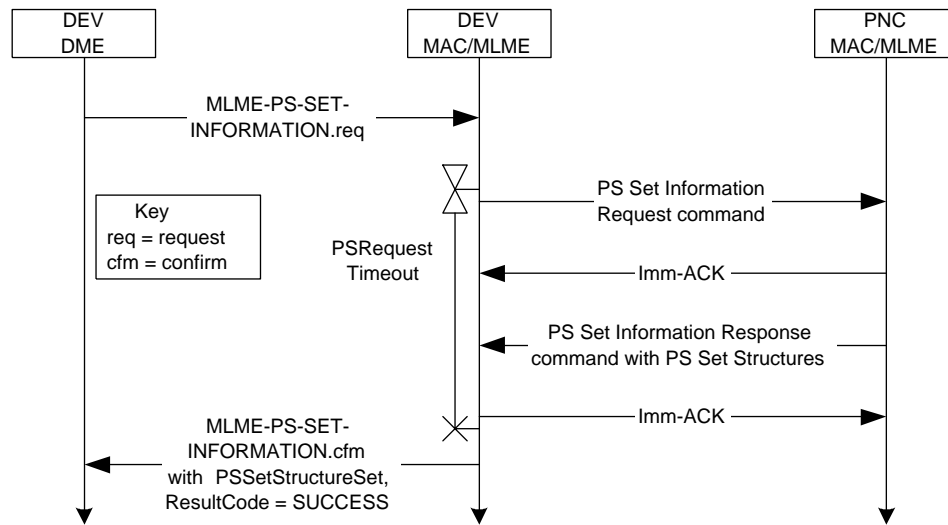 DEV
DME
DEV
MAC/MLME
PNC
MAC/MLME
MLME-PS-SET-
INFORMATION.req
PS Set Information
Request command
Key
req = request
cfm = confirm
PSRequest
Timeout
Imm-ACK
PS Set Information Response
command with PS Set Structures
Imm-ACK
MLME-PS-SET-
INFORMATION.cfm
with PSSetStructureSet,
ResultCode = SUCCESS